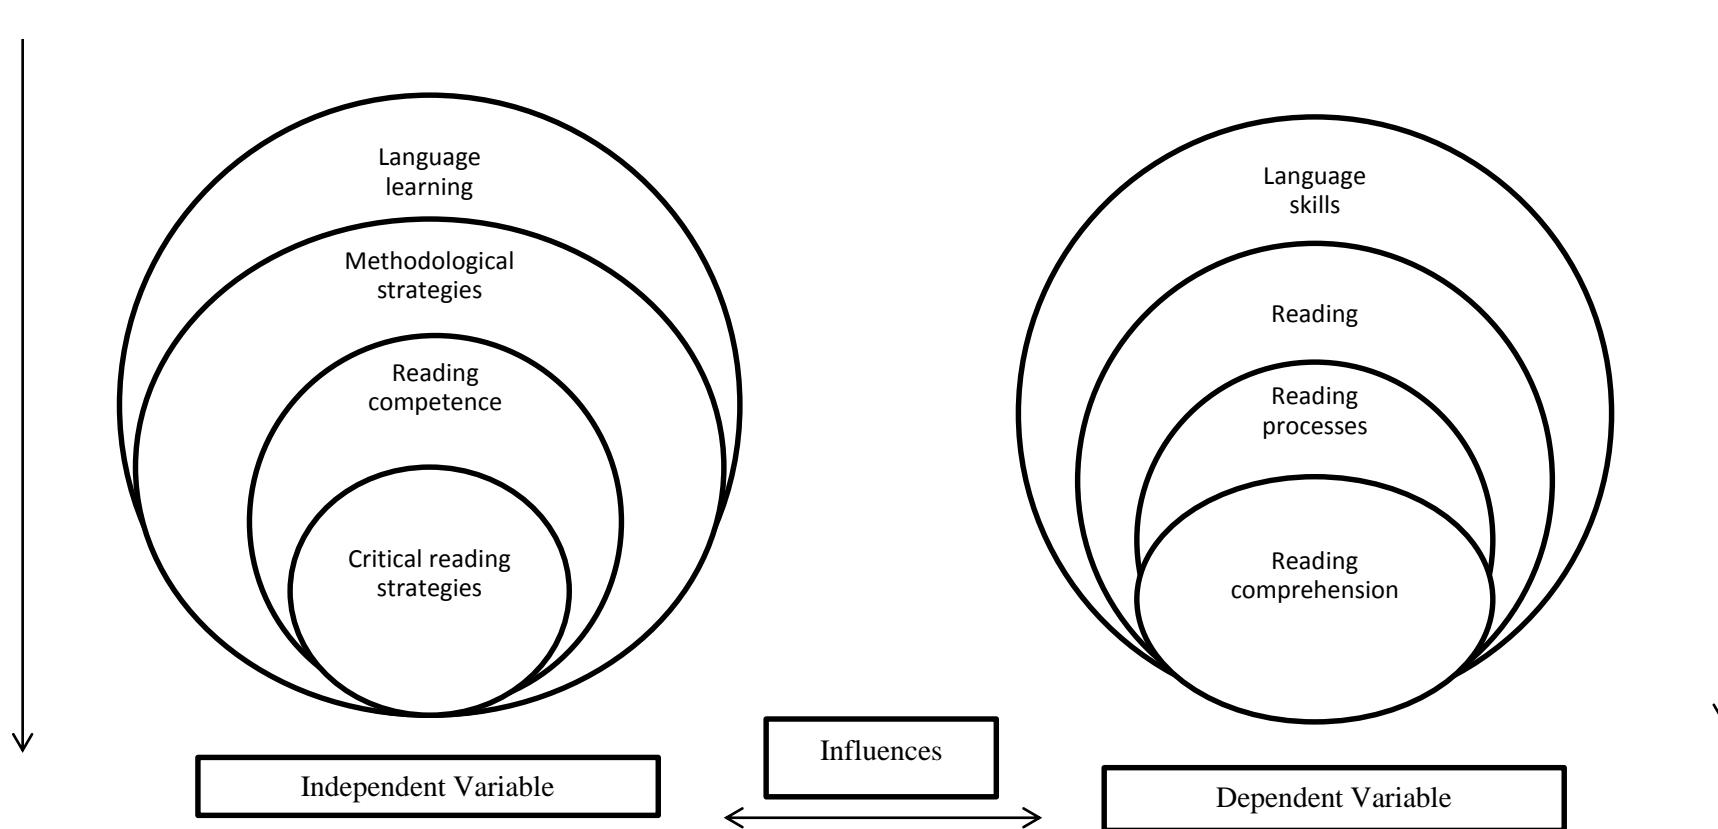 Language
learning
Methodological
strategies
Reading
competence
Critical reading
strategies
Independent Variable
Influences
Language
skills
Reading
Reading
processes
Reading
comprehension
Dependent Variable